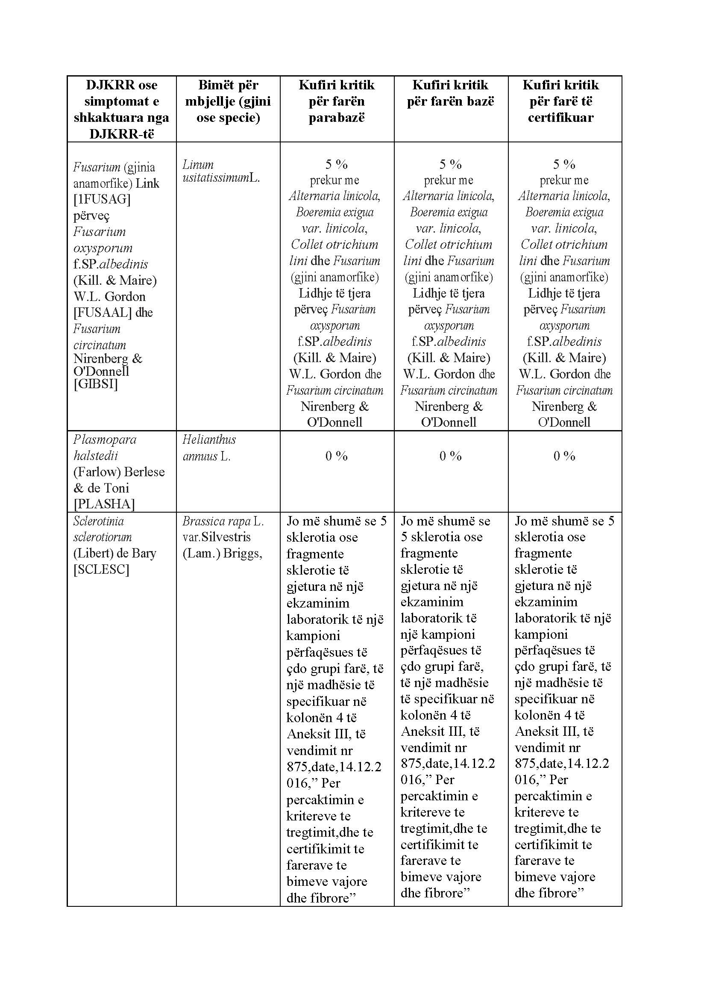 DJKRR ose
simptomat e
shkaktuara nga
DJKRR-të
Bimët për
mbjellje (gjini
ose specie)
Kufiri kritik
për farën
parabazë
Kufiri kritik
për farën bazë
Kufiri kritik
për farë të
certifikuar
Fusarium (gjinia
anamorfike) Link
[1FUSAG]
përveç
Fusarium
oxysporum
f.SP.albedinis
(Kill. & Maire)
W.L. Gordon
[FUSAAL] dhe
Fusarium
circinatum
Nirenberg &
O'Donnell
[GIBSI]
Linum
usitatissimumL.
5 %
prekur me
Alternaria linicola,
Boeremia exigua
var. linicola,
Collet otrichium
lini dhe Fusarium
(gjini anamorfike)
Lidhje të tjera
përveç Fusarium
oxysporum
f.SP.albedinis
(Kill. & Maire)
W.L. Gordon dhe
Fusarium circinatum
Nirenberg &
O'Donnell
5 %
prekur me
Alternaria linicola,
Boeremia exigua
var. linicola,
Collet otrichium
lini dhe Fusarium
(gjini anamorfike)
Lidhje të tjera
përveç Fusarium
oxysporum
f.SP.albedinis
(Kill. & Maire)
W.L. Gordon dhe
Fusarium circinatum
Nirenberg &
O'Donnell
5 %
prekur me
Alternaria linicola,
Boeremia exigua
var. linicola,
Collet otrichium
lini dhe Fusarium
(gjini anamorfike)
Lidhje të tjera
përveç Fusarium
oxysporum
f.SP.albedinis
(Kill. & Maire)
W.L. Gordon dhe
Fusarium circinatum
Nirenberg &
O'Donnell
Plasmopara
halstedii
(Farlow) Berlese
& de Toni
[PLASHA]
Helianthus
annuus L.
0 %
0 %
0 %
Sclerotinia
sclerotiorum
(Libert) de Bary
[SCLESC]
Brassica rapa L.
var.Silvestris
(Lam.) Briggs,
Jo më shumë se 5
sklerotia ose
fragmente
sklerotie të
gjetura në një
ekzaminim
laboratorik të një
kampioni
përfaqësues të
çdo grupi farë, të
një madhësie të
specifikuar në
kolonën 4 të
Aneksit III, të
vendimit nr
875,date,14.12.2
016,” Per
percaktimin e
kritereve te
tregtimit,dhe te
certifikimit te
farerave te
bimeve vajore
dhe fibrore”
Jo më shumë se
5 sklerotia ose
fragmente
sklerotie të
gjetura në një
ekzaminim
laboratorik të
një kampioni
përfaqësues të
çdo grupi farë,
të një madhësie
të specifikuar në
kolonën 4 të
Aneksit III, të
vendimit nr
875,date,14.12.2
016,” Per
percaktimin e
kritereve te
tregtimit,dhe te
certifikimit te
farerave te
bimeve vajore
dhe fibrore”
Jo më shumë se 5
sklerotia ose
fragmente
sklerotie të
gjetura në një
ekzaminim
laboratorik të një
kampioni
përfaqësues të
çdo grupi farë, të
një madhësie të
specifikuar në
kolonën 4 të
Aneksit III, të
vendimit nr
875,date,14.12.2
016,” Per
percaktimin e
kritereve te
tregtimit,dhe te
certifikimit te
farerave te
bimeve vajore
dhe fibrore”